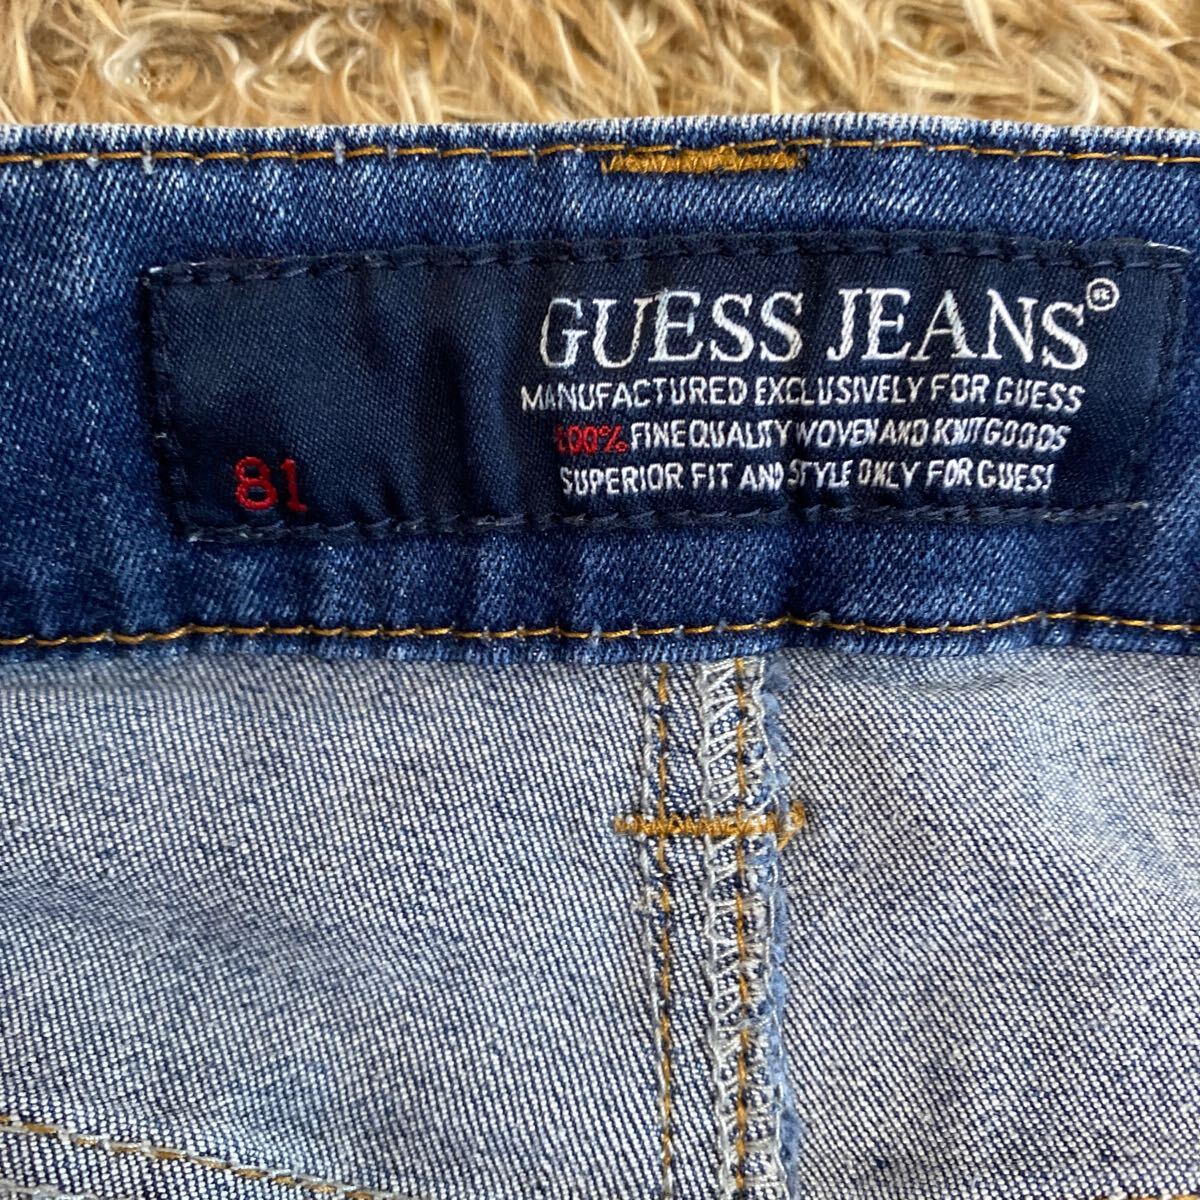 GUESS JEANS®
MANUFACTURED EXCLUSIVELY FOR GUESS
100% FINE QUALITY WOVEN AND KNIT GOODS
SUPERIOR FIT AND STYLE ONLY FOR GUESS
81